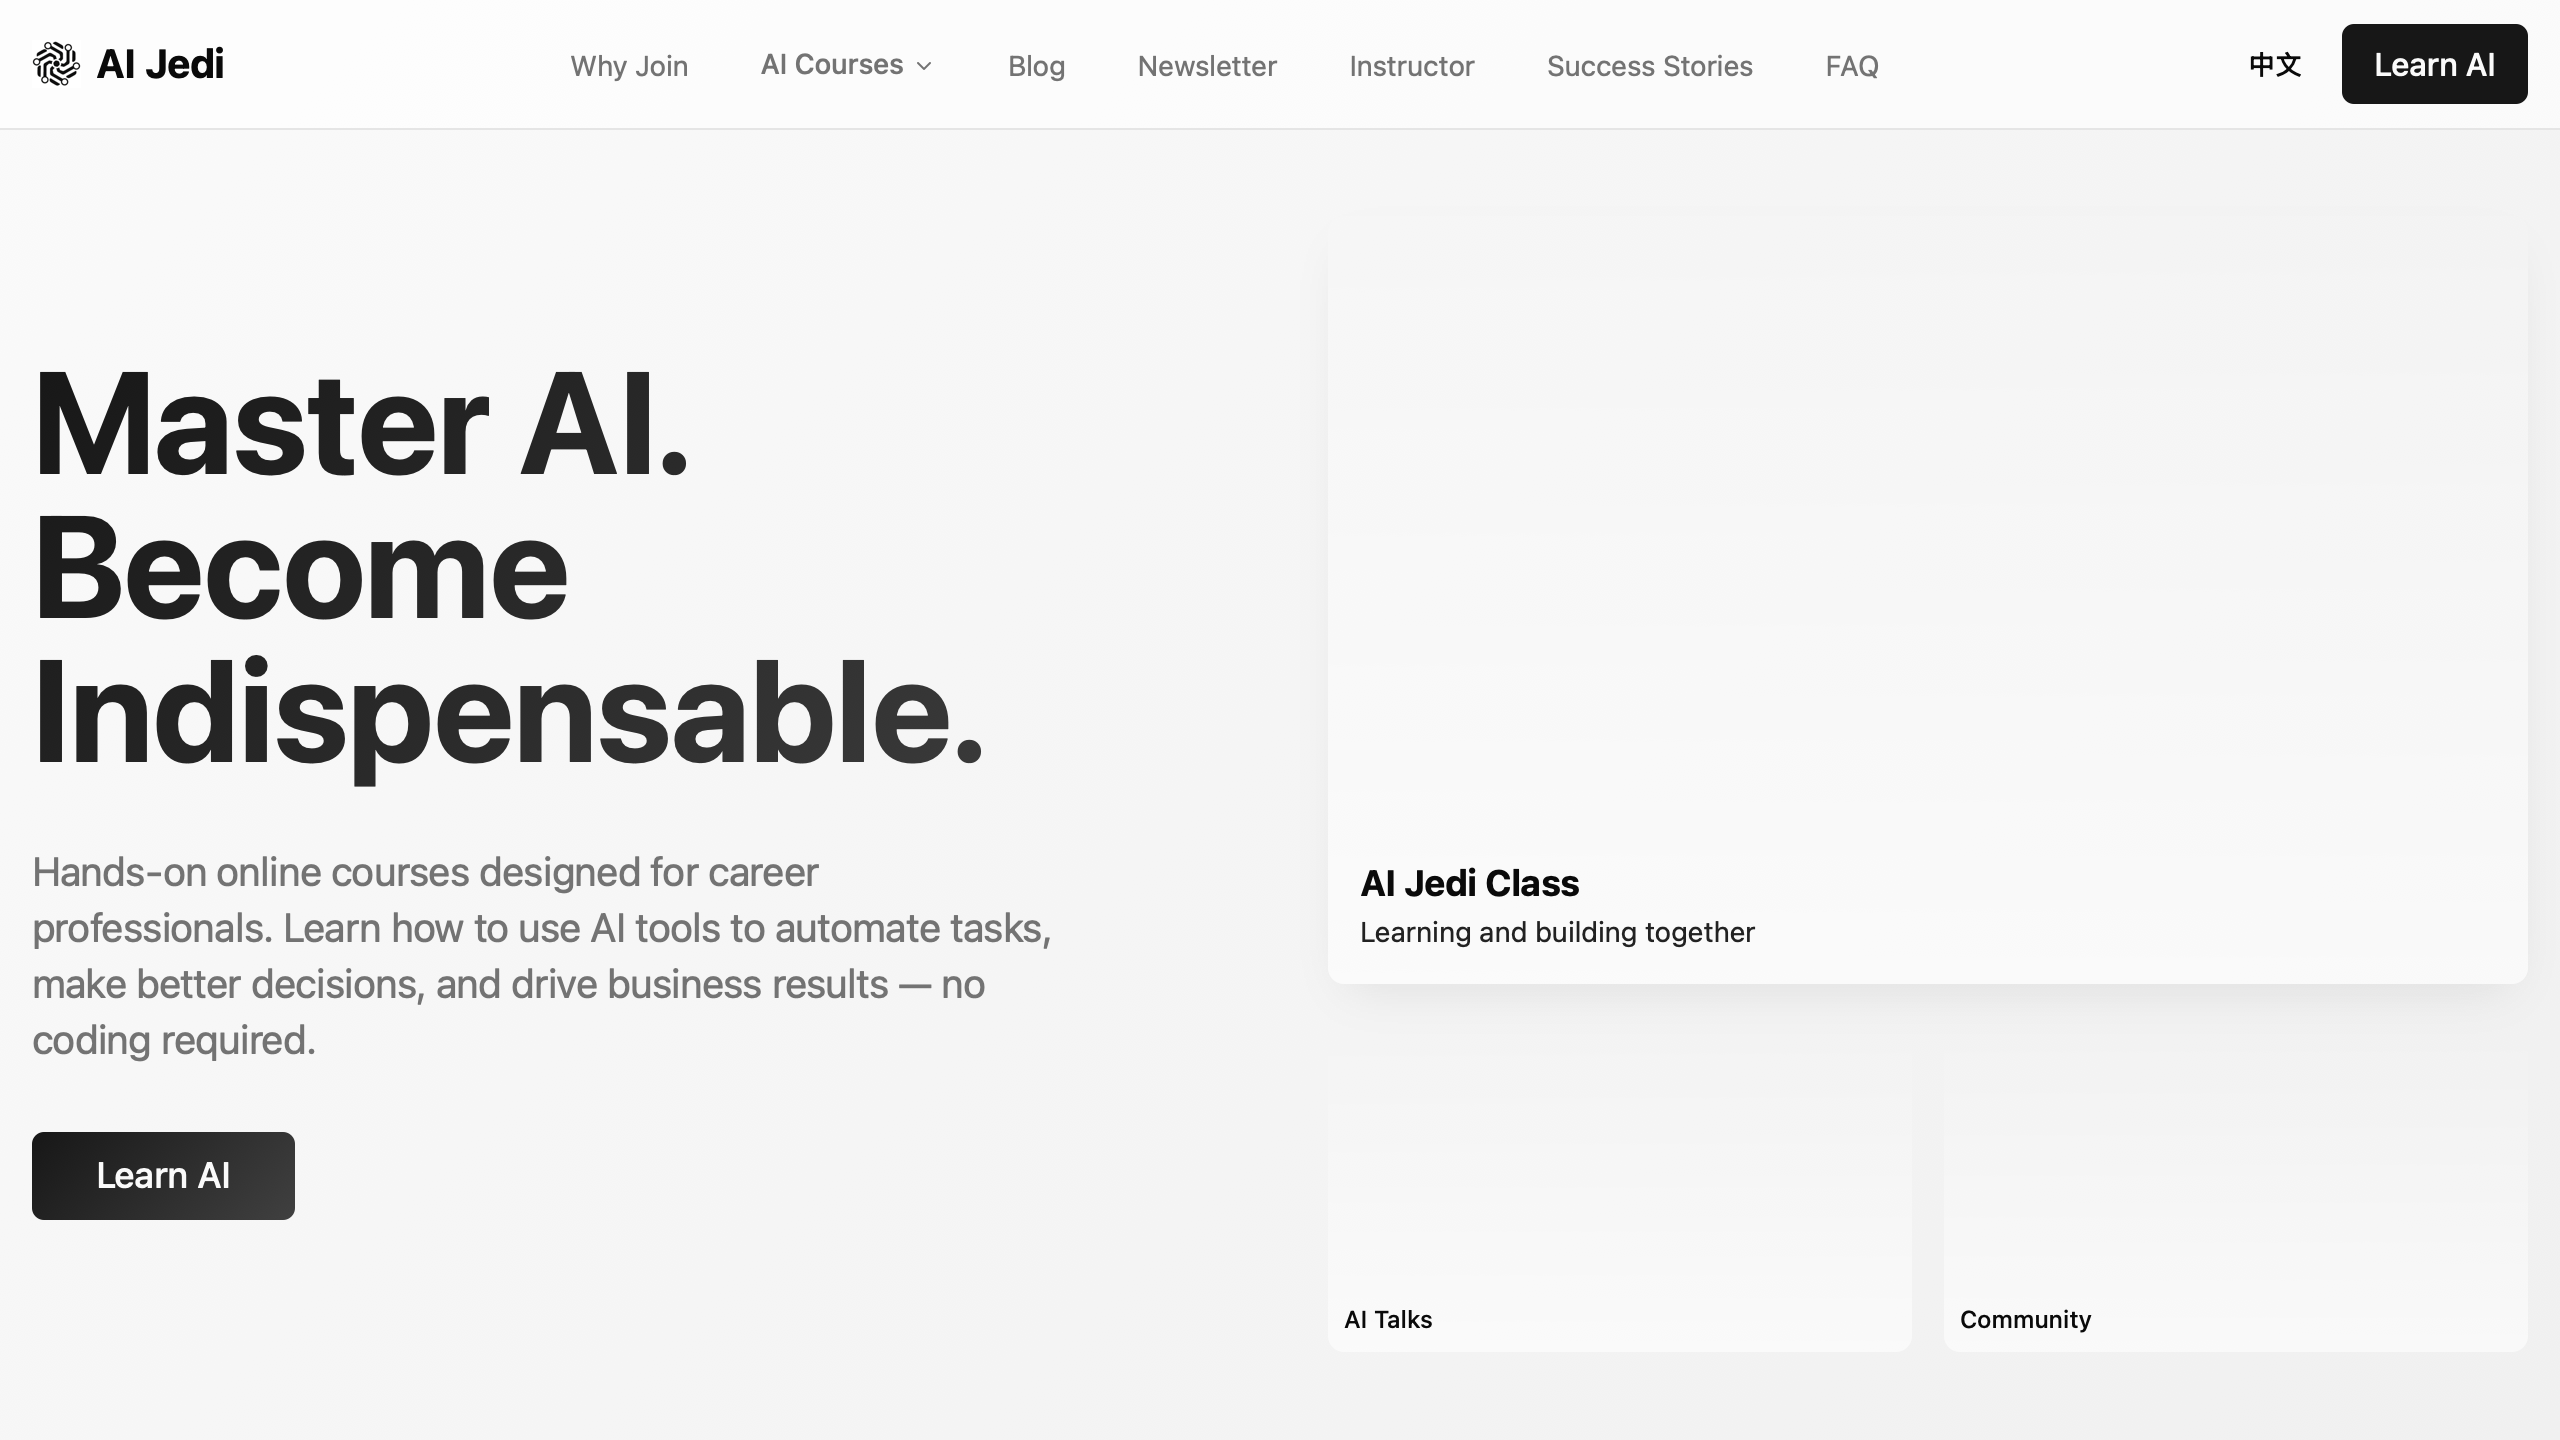 AI Jedi
Why Join
AI Courses
Blog
Newsletter
Instructor
Success Stories
FAQ
中文
Learn AI
Master AI.
Become
Indispensable.
Hands-on online courses designed for career
professionals. Learn how to use AI tools to automate tasks,
make better decisions, and drive business results — no
coding required.
Learn AI
AI Jedi Class
Learning and building together
AI Talks
Community